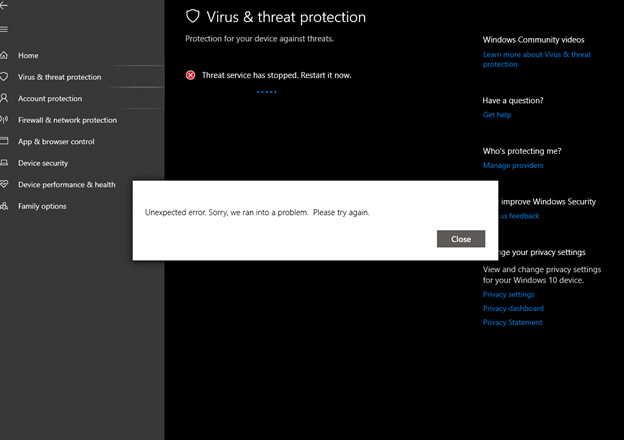 Virus & threat protection
Protection for your device against threats.
Threat service has stopped. Restart it now.
Home
Virus & threat protection
Account protection
Firewall & network protection
App & browser control
Device security
Device performance & health
Family options
Unexpected error. Sorry, we ran into a problem. Please try again.
Close
Windows Community videos
Learn more about Virus & threat
protection
Have a question?
Get help
Who's protecting me?
Manage providers
improve Windows Security
us feedback
your privacy settings
View and change privacy settings
for your Windows 10 device.
Privacy settings
Privacy dashboard
Privacy Statement